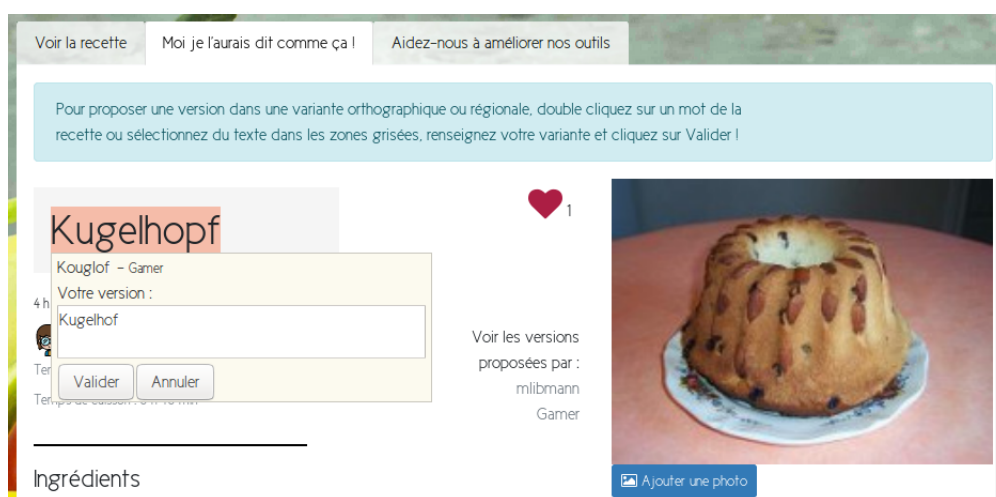 Voir la recette
Moi je l'aurais dit comme ça !
Aidez-nous à améliorer nos outils
Pour proposer une version dans une variante orthographique ou régionale, double cliquez sur un mot de la
recette ou sélectionnez du texte dans les zones grisées, renseignez votre variante et cliquez sur Valider !
Kugelhopf
1
Kouglof - Gamer
Votre version :
Kugelhof
4 h
Valider
Annuler
Voir les versions
proposées par :
mlibmann
Gamer
Ingrédients
Ajouter une photo